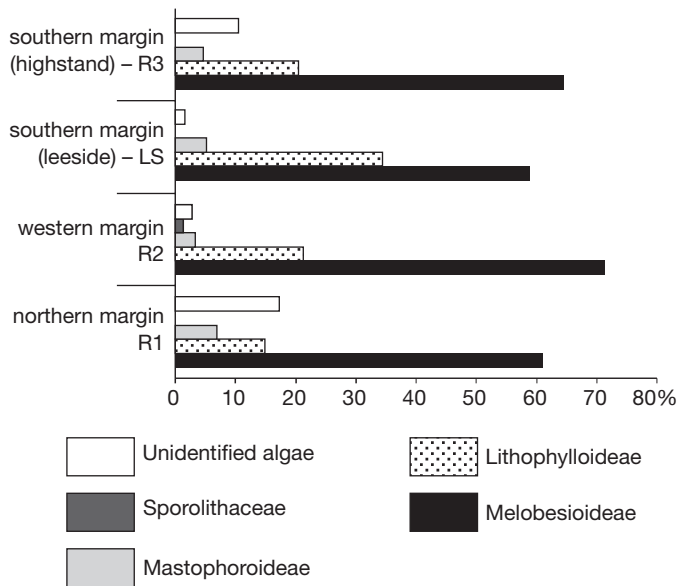 southern margin
(highstand) – R3
southern margin
(leeside) – LS
western margin
R2
northern margin
R1
0 10 20 30 40 50 60 70 80%
Unidentified algae
Sporolithaceae
Mastophoroideae
Lithophylloideae
Melobesioideae